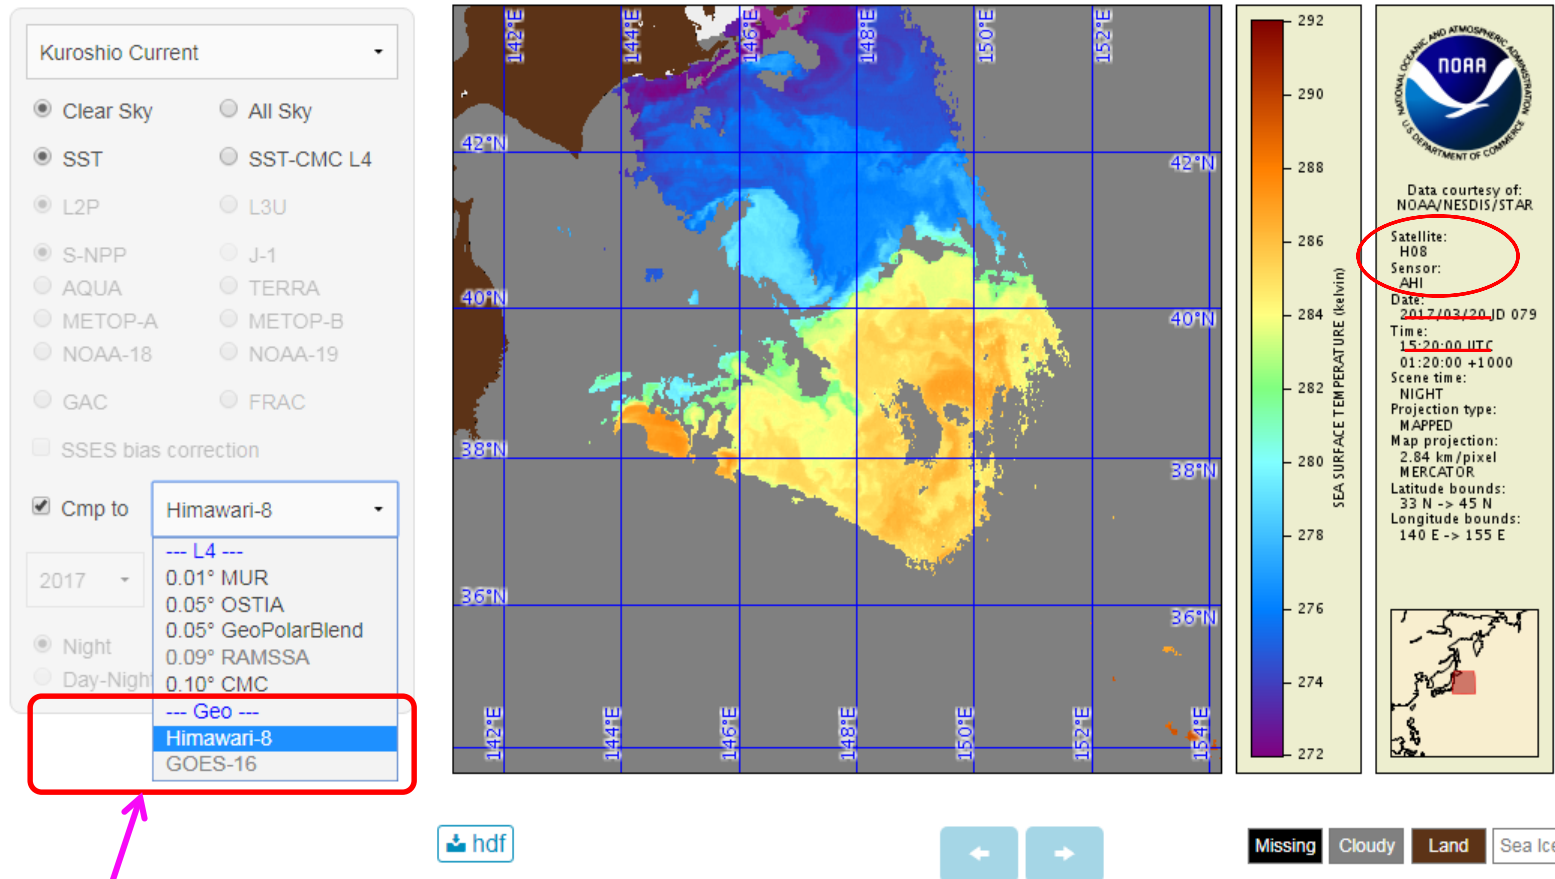 Kuroshio Current
Clear Sky
All Sky
SST
SST-CMC L4
L2P
L3U
S-NPP
J-1
AQUA
TERRA
METOP-A
METOP-B
NOAA-18
NOAA-19
GAC
FRAC
SSES bias correction
Cmp to
Himawari-8
--- L4 ---
0.01° MUR
0.05° OSTIA
0.05° GeoPolarBlend
0.09° RAMSSA
0.10° CMC
--- Geo ---
Himawari-8
GOES-16
2017
Night
Day-Nigh
142°E
144°E
146°E
148°E
150°E
152°E
42°N
42°N
40°N
40°N
38°N
38°N
36°N
36°N
142°E
144°E
146°E
148°E
150°E
152°E
154°E
hdf
292
290
288
286
284
282
280
278
276
274
272
SEA SURFACE TEMPERATURE (kelvin)
NATIONAL OCEANIC AND ATMOSPHERIC ADMINISTRATION
NOAA
U.S. DEPARTMENT OF COMMERCE
Data courtesy of:
NOAA/NESDIS/STAR
Satellite:
H08
Sensor:
AHI
Date:
2017/03/20 JD 079
Time:
15:20:00 UTC
01:20:00 +1000
Scene time:
NIGHT
Projection type:
MAPPED
Map projection:
2.84 km/pixel
MERCATOR
Latitude bounds:
33 N -> 45 N
Longitude bounds:
140 E -> 155 E
Missing
Cloudy
Land
Sea Ice